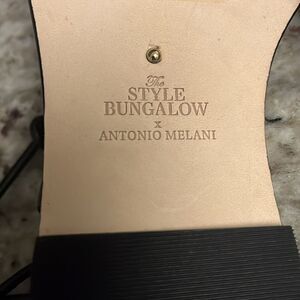 The
STYLE
BUNGALOW
x
ANTONIO MELANI